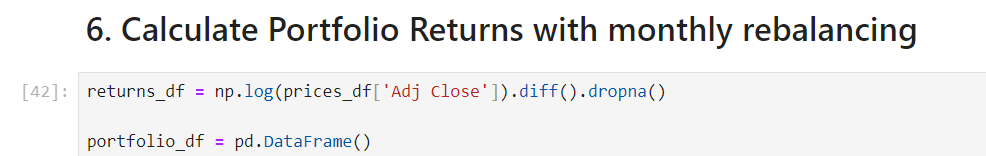 6. Calculate Portfolio Returns with monthly rebalancing
[42]: returns_df = np.log(prices_df['Adj Close']).diff().dropna()
portfolio_df = pd.DataFrame()